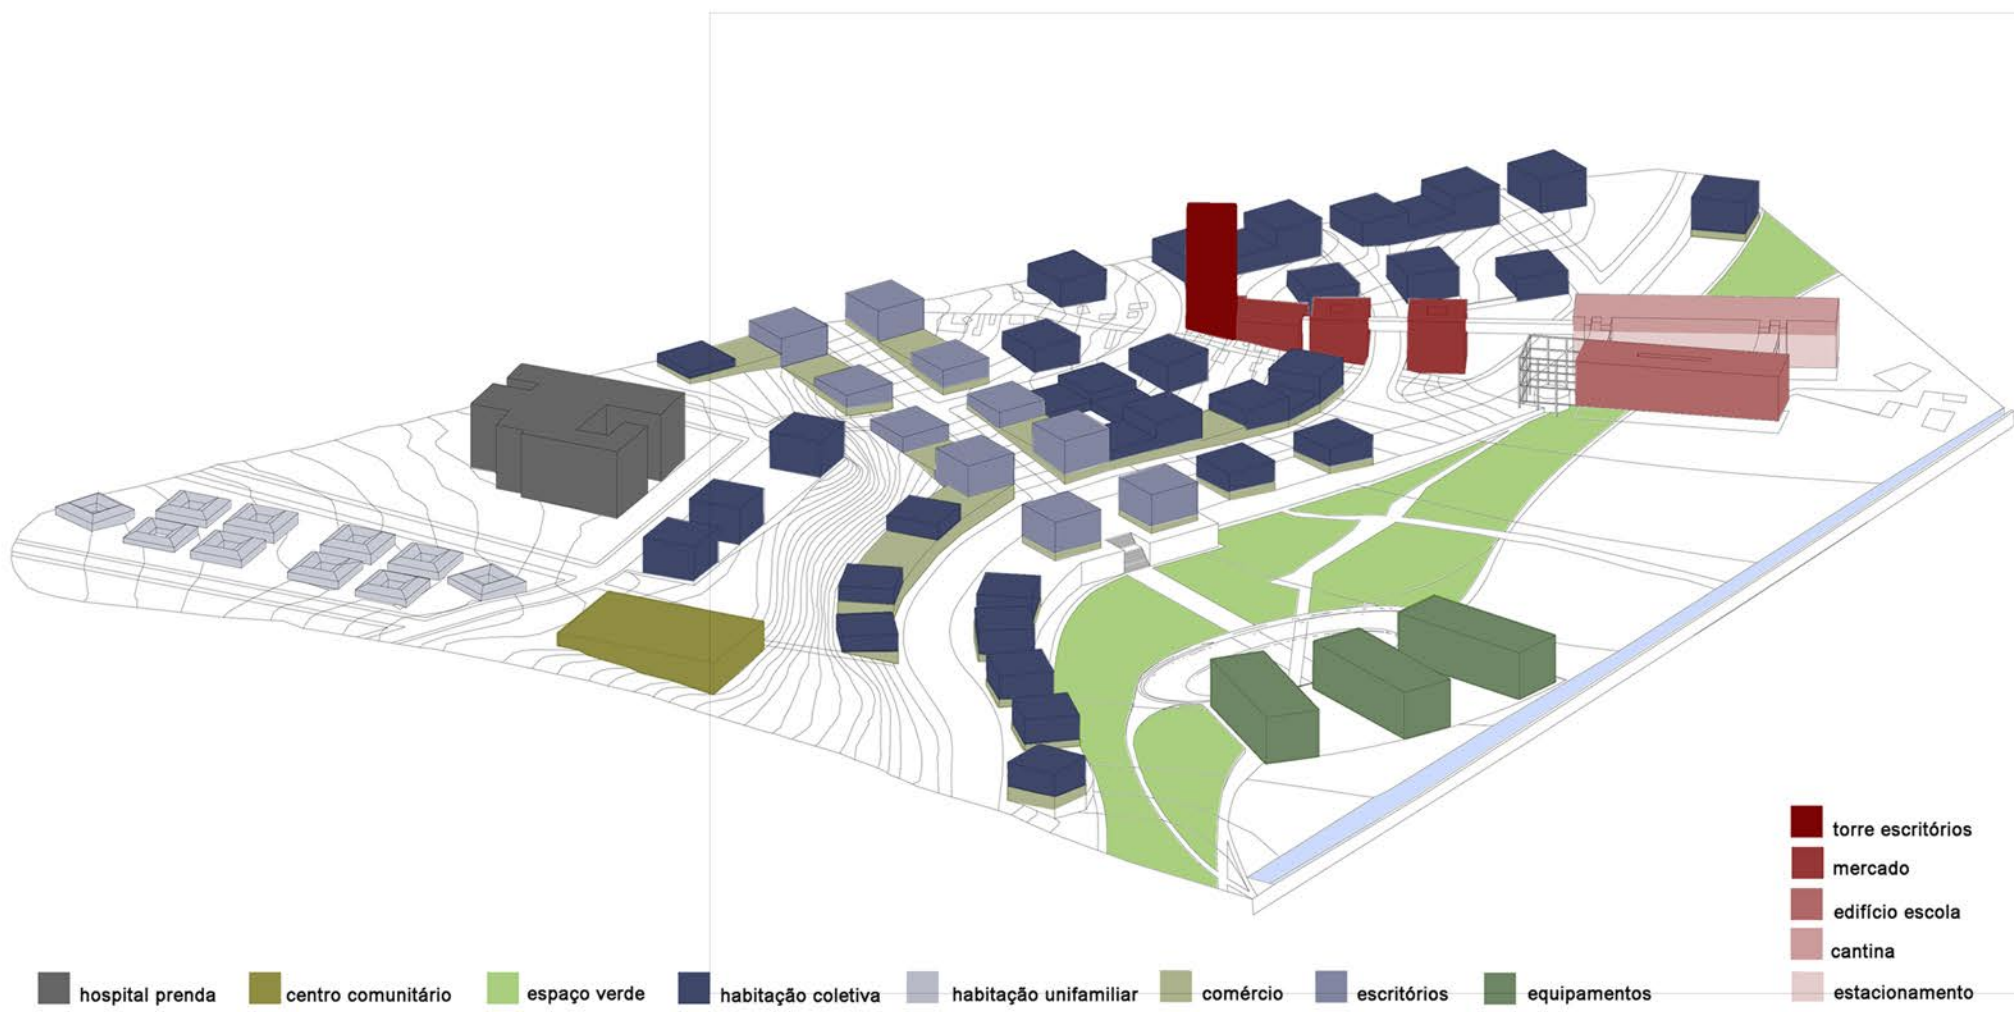 torre escritórios
mercado
edifício escola
cantina
estacionamento
hospital prenda
centro comunitário
espaço verde
habitação coletiva
habitação unifamiliar
comércio
escritórios
equipamentos